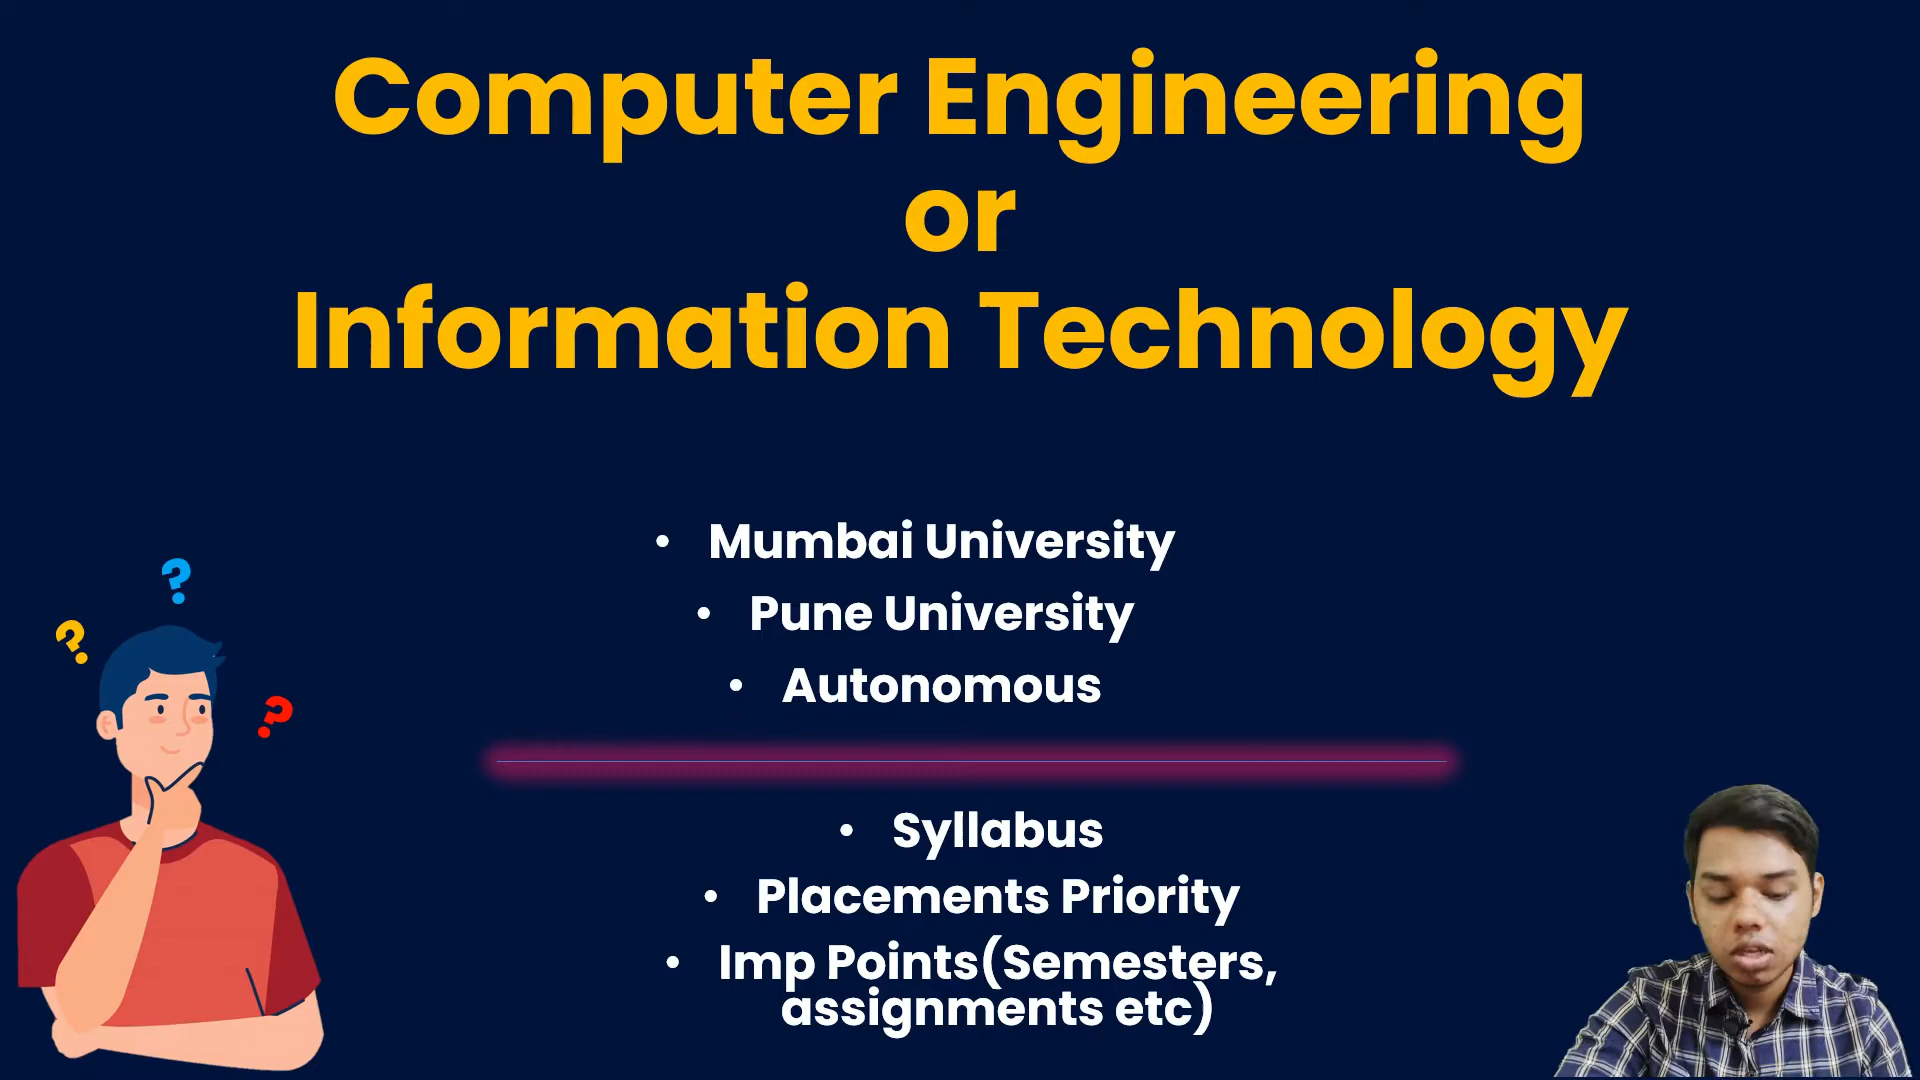 Computer Engineering
or
Information Technology
• Mumbai University
• Pune University
• Autonomous
• Syllabus
• Placements Priority
• Imp Points(Semesters,
assignments etc)
? ? ?